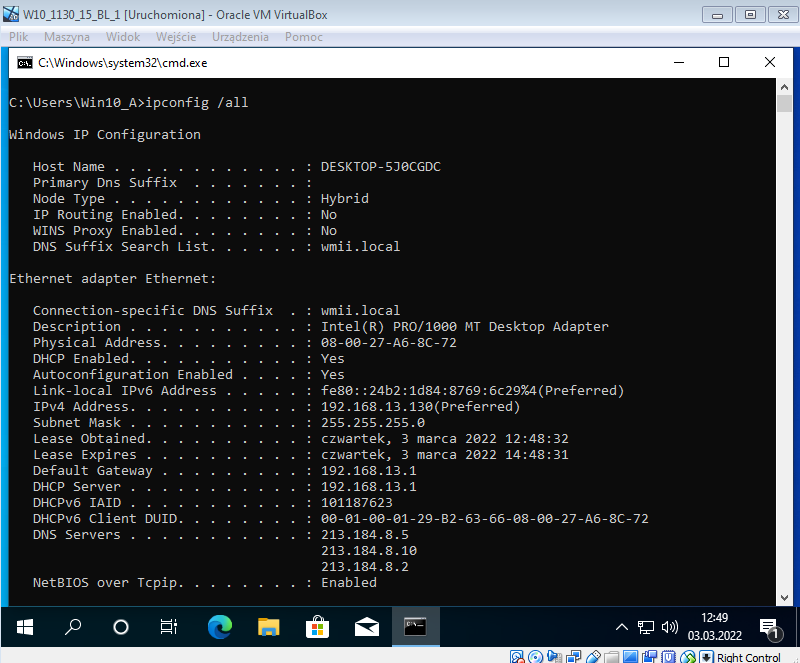 W10_1130_15_BL_1 [Uruchomiona] - Oracle VM VirtualBox
Plik Maszyna Widok Wejście Urządzenia Pomoc
C:\Windows\system32\cmd.exe
C:\Users\Win10_A>ipconfig /all
Windows IP Configuration
Host Name . . . . . . . . . . . . : DESKTOP-5J0CGDC
Primary Dns Suffix . . . . . . . :
Node Type . . . . . . . . . . . . : Hybrid
IP Routing Enabled. . . . . . . . : No
WINS Proxy Enabled. . . . . . . . : No
DNS Suffix Search List. . . . . . : wmii.local
Ethernet adapter Ethernet:
Connection-specific DNS Suffix . : wmii.local
Description . . . . . . . . . . . : Intel(R) PRO/1000 MT Desktop Adapter
Physical Address. . . . . . . . . : 08-00-27-A6-8C-72
DHCP Enabled. . . . . . . . . . . : Yes
Autoconfiguration Enabled . . . . : Yes
Link-local IPv6 Address . . . . . : fe80::24b2:1d84:8769:6c29%4(Preferred)
IPv4 Address. . . . . . . . . . . : 192.168.13.130(Preferred)
Subnet Mask . . . . . . . . . . . : 255.255.255.0
Lease Obtained. . . . . . . . . . : czwartek, 3 marca 2022 12:48:32
Lease Expires . . . . . . . . . . : czwartek, 3 marca 2022 14:48:31
Default Gateway . . . . . . . . . : 192.168.13.1
DHCP Server . . . . . . . . . . . : 192.168.13.1
DHCPv6 IAID . . . . . . . . . . . : 101187623
DHCPv6 Client DUID. . . . . . . . : 00-01-00-01-29-B2-63-66-08-00-27-A6-8C-72
DNS Servers . . . . . . . . . . . : 213.184.8.5
213.184.8.10
213.184.8.2
NetBIOS over Tcpip. . . . . . . . : Enabled
12:49
03.03.2022
1
Right Control